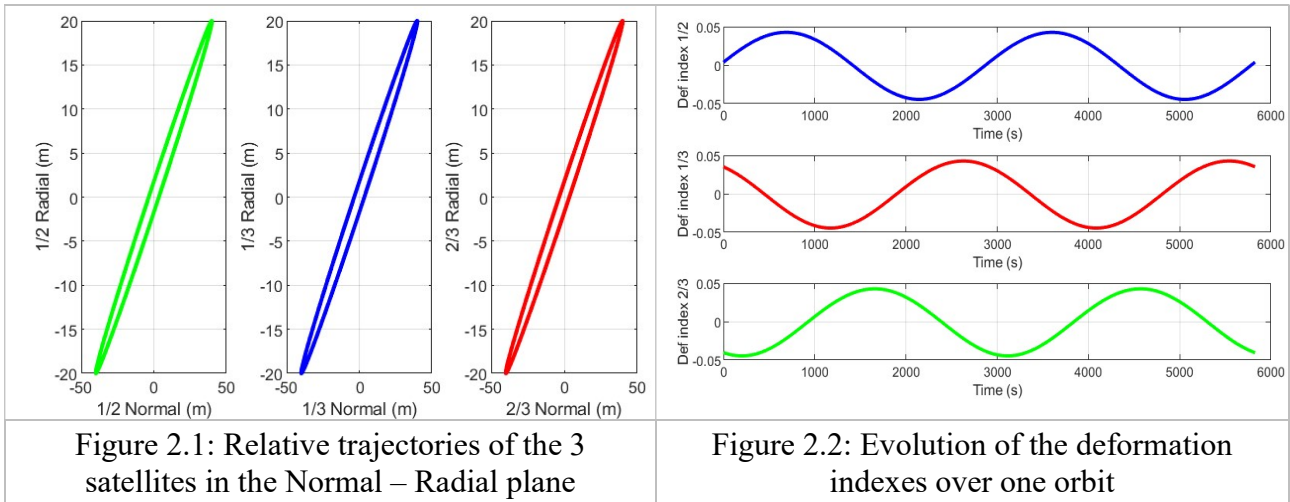 20
15
10
5
0
-5
-10
-15
-20
-50 0 50
1/2 Radial (m)
1/2 Normal (m)
20
15
10
5
0
-5
-10
-15
-20
-50 0 50
1/3 Radial (m)
1/3 Normal (m)
20
15
10
5
0
-5
-10
-15
-20
-50 0 50
2/3 Radial (m)
2/3 Normal (m)
Figure 2.1: Relative trajectories of the 3
satellites in the Normal – Radial plane
Def index 1/2
0.05
0
-0.05
0 1000 2000 3000 4000 5000 6000
Time (s)
Def index 1/3
0.05
0
-0.05
0 1000 2000 3000 4000 5000 6000
Time (s)
Def index 2/3
0.05
0
-0.05
0 1000 2000 3000 4000 5000 6000
Time (s)
Figure 2.2: Evolution of the deformation
indexes over one orbit